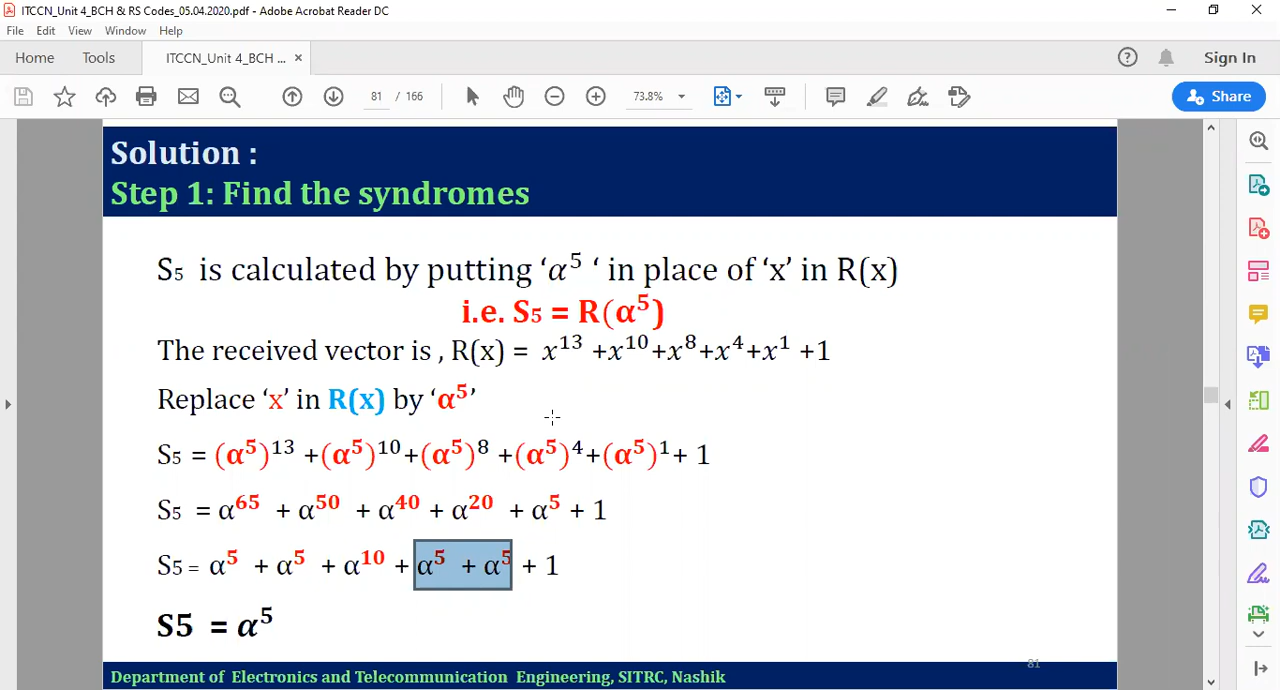 ITCCN_Unit 4_BCH & RS Codes_05.04.2020.pdf - Adobe Acrobat Reader DC
File Edit View Window Help
Home Tools ITCCN_Unit 4_BCH ... × Sign In
81 / 166 73.8% Share
Solution :
Step 1: Find the syndromes
S₅ is calculated by putting ‘α⁵ ‘ in place of ‘x’ in R(x)
i.e. S₅ = R(α⁵)
The received vector is , R(x) = x¹³ +x¹⁰+x⁸+x⁴+x¹ +1
Replace ‘x’ in R(x) by ‘α⁵’
S₅ = (α⁵)¹³ +(α⁵)¹⁰+(α⁵)⁸ +(α⁵)⁴+(α⁵)¹+ 1
S₅ = α⁶⁵ + α⁵⁰ + α⁴⁰ + α²⁰ + α⁵ + 1
S₅ = α⁵ + α⁵ + α¹⁰ + α⁵ + α⁵ + 1
S5 = α⁵
81
Department of Electronics and Telecommunication Engineering, SITRC, Nashik